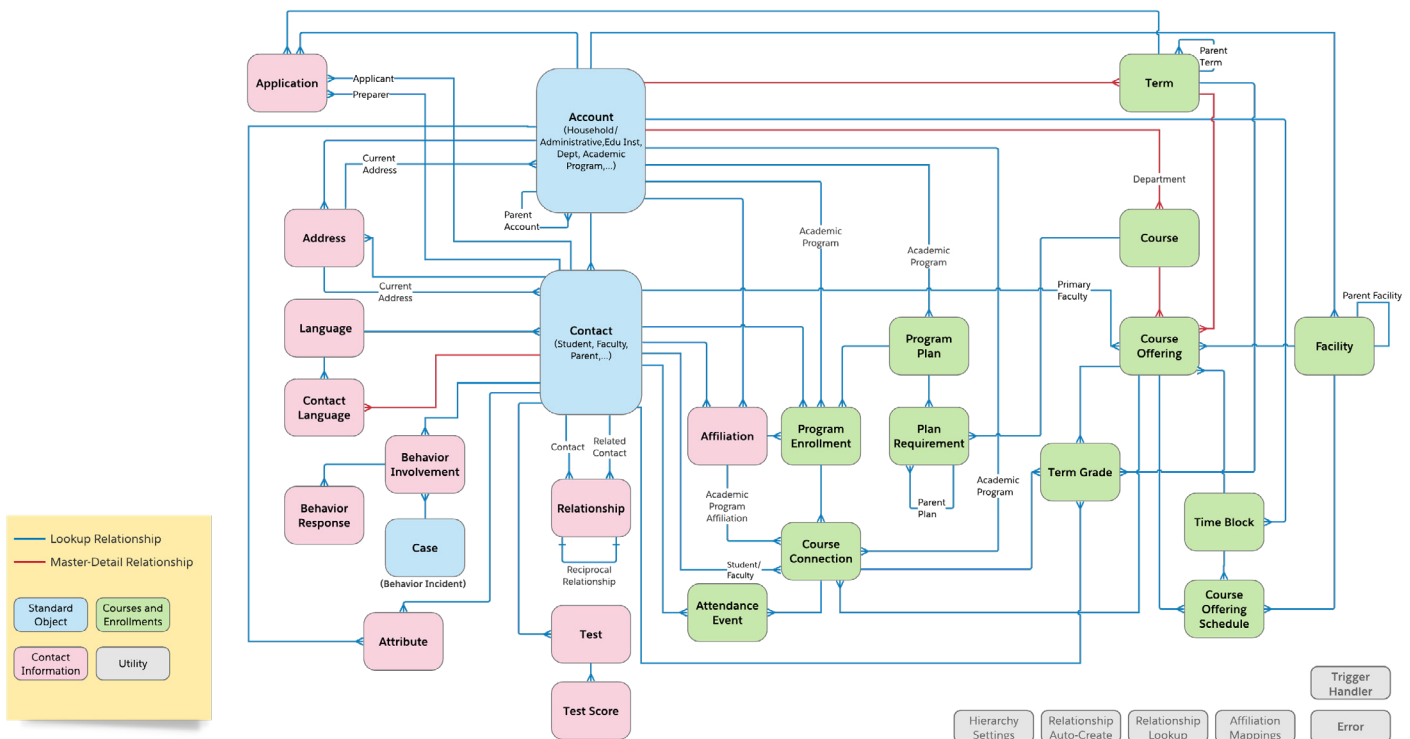 Application
Applicant
Preparer
Account
(Household/
Administrative,Edu Inst,
Dept, Academic
Program,...)
Parent
Term
Term
Current
Address
Parent
Account
Department
Address
Academic
Program
Academic
Program
Course
Current
Address
Primary
Faculty
Parent Facility
Language
Contact
(Student, Faculty,
Parent,...)
Program
Plan
Course
Offering
Facility
Contact
Language
Affiliation
Program
Enrollment
Plan
Requirement
Contact
Related
Contact
Behavior
Involvement
Term Grade
Academic
Program
Academic
Program
Affiliation
Parent
Plan
Behavior
Response
Relationship
Time Block
Case
(Behavior Incident)
Course
Connection
Student/
Faculty
Reciprocal
Relationship
Attendance
Event
Course
Offering
Schedule
Attribute
Test
Test Score
Lookup Relationship
Master-Detail Relationship
Standard
Object
Courses and
Enrollments
Contact
Information
Utility
Trigger
Handler
Hierarchy
Settings
Relationship
Auto-Create
Relationship
Lookup
Affiliation
Mappings
Error